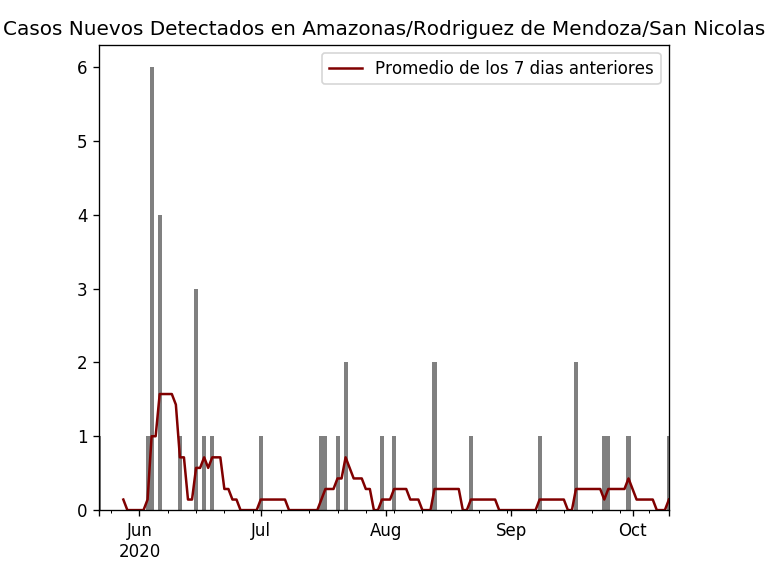 Casos Nuevos Detectados en Amazonas/Rodriguez de Mendoza/San Nicolas
Promedio de los 7 dias anteriores
6
5
4
3
2
1
0
Jun Jul Aug Sep Oct
2020